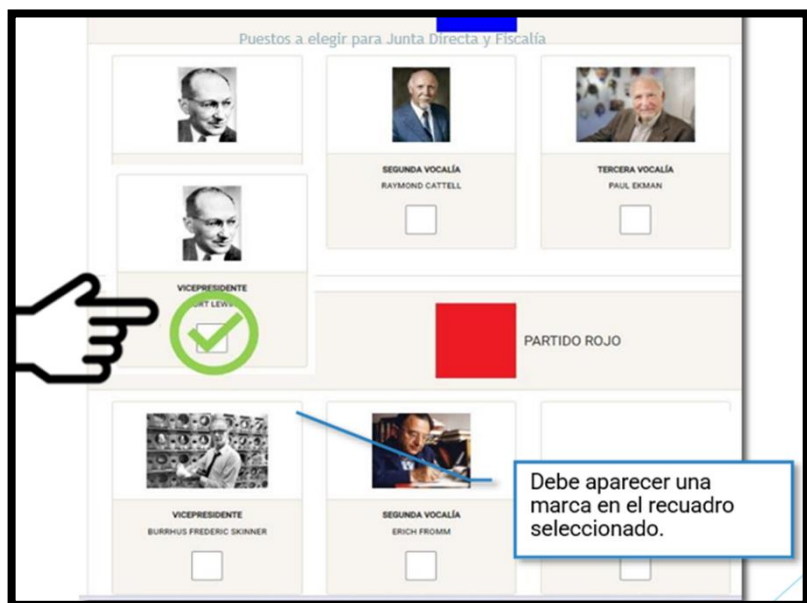 Puestos a elegir para Junta Directa y Fiscalía
SEGUNDA VOCALÍA
RAYMOND CATTELL
TERCERA VOCALÍA
PAUL EKMAN
VICEPRESIDENTE
PARTIDO ROJO
VICEPRESIDENTE
BURRHUS FREDERIC SKINNER
SEGUNDA VOCALÍA
ERICH FROMM
Debe aparecer una
marca en el recuadro
seleccionado.